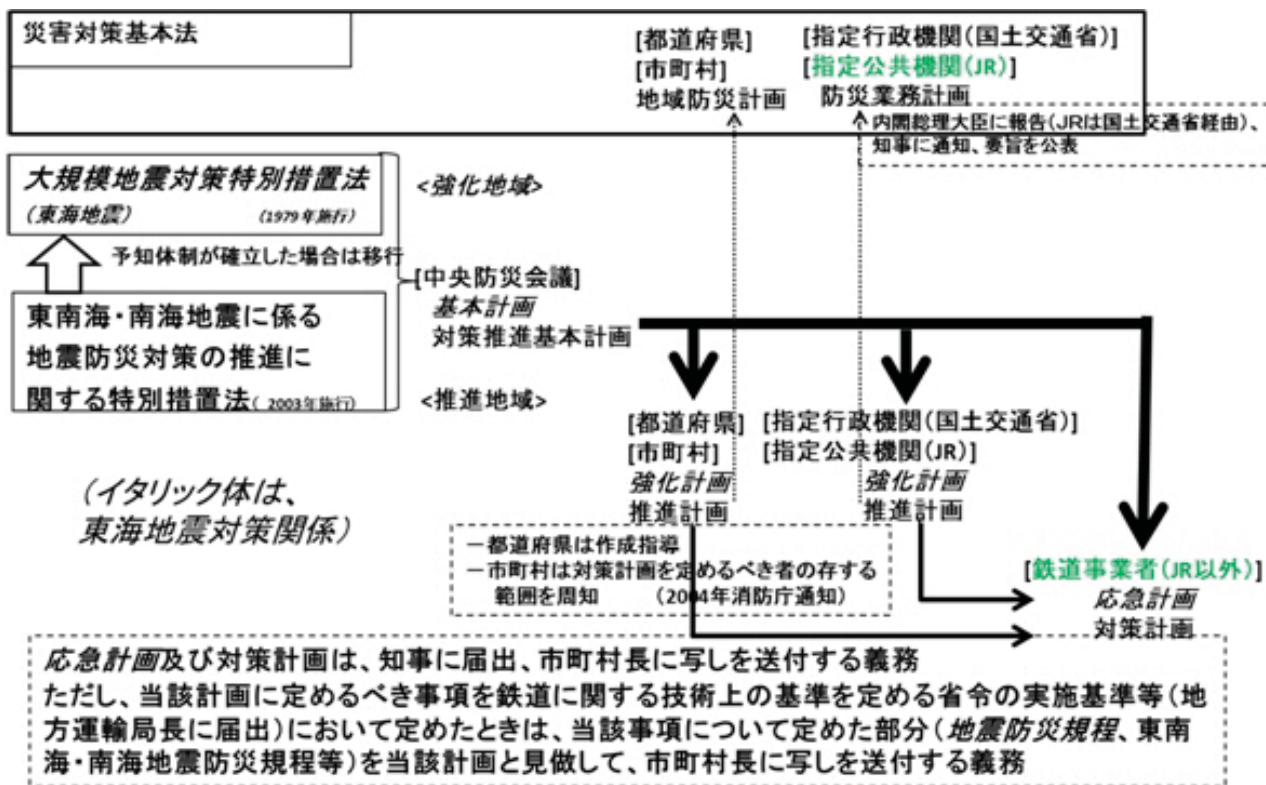 災害対策基本法
[都道府県]
[市町村]
地域防災計画
[指定行政機関(国土交通省)]
[指定公共機関(JR)]
防災業務計画
内閣総理大臣に報告(JRは国土交通省経由)、
知事に通知、要旨を公表
大規模地震対策特別措置法
(東海地震) (1979年施行)
<強化地域>
予知体制が確立した場合は移行
[中央防災会議]
基本計画
対策推進基本計画
東南海・南海地震に係る
地震防災対策の推進に
関する特別措置法(2003年施行)
<推進地域>
[都道府県]
[市町村]
強化計画
推進計画
[指定行政機関(国土交通省)]
[指定公共機関(JR)]
強化計画
推進計画
(イタリック体は、
東海地震対策関係)
－都道府県は作成指導
－市町村は対策計画を定めるべき者の存する
範囲を周知 (2004年消防庁通知)
[鉄道事業者(JR以外)]
応急計画
対策計画
応急計画及び対策計画は、知事に届出、市町村長に写しを送付する義務
ただし、当該計画に定めるべき事項を鉄道に関する技術上の基準を定める省令の実施基準等(地
方運輸局長に届出)において定めたときは、当該事項について定めた部分(地震防災規程、東南
海・南海地震防災規程等)を当該計画と見做して、市町村長に写しを送付する義務